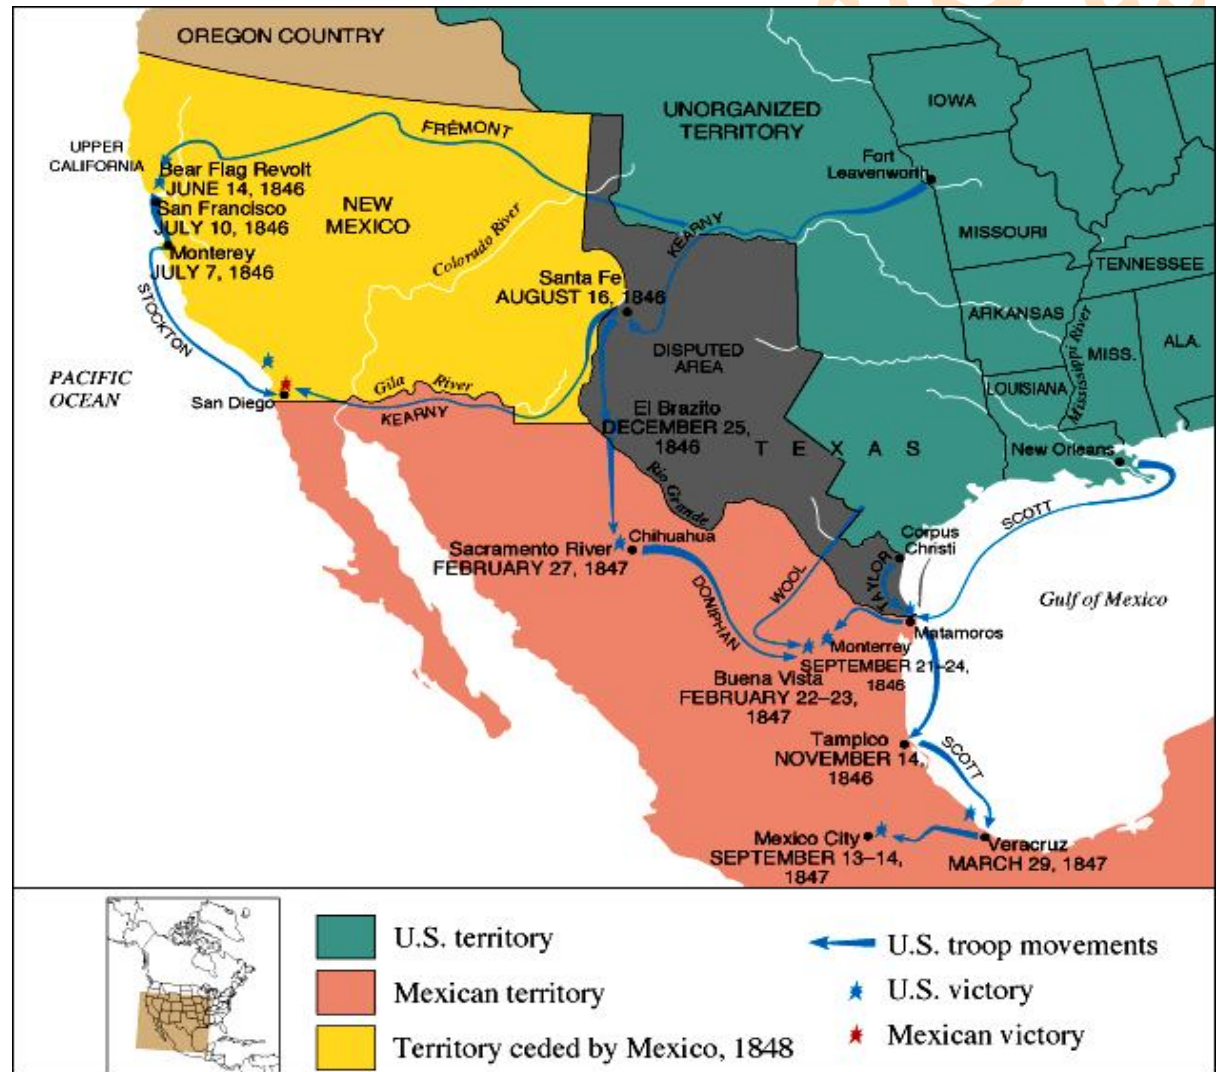 OREGON COUNTRY
UNORGANIZED
TERRITORY
IOWA
FRÉMONT
UPPER
CALIFORNIA
Bear Flag Revolt
JUNE 14, 1846
San Francisco
JULY 10, 1846
Monterey
JULY 7, 1846
NEW
MEXICO
Colorado River
Fort
Leavenworth
KEARNY
MISSOURI
TENNESSEE
Santa Fe
AUGUST 16, 1846
STOCKTON
ARKANSAS
Mississippi River
MISS.
ALA.
DISPUTED
AREA
PACIFIC
OCEAN
San Diego
Gila River
KEARNY
LOUISIANA
El Brazito
DECEMBER 25,
1846
TEXAS
New Orleans
Rio Grande
SCOTT
Corpus
Christi
Chihuahua
Sacramento River
FEBRUARY 27, 1847
DONIPHAN
WOOL
TAYLOR
Gulf of Mexico
Matamoros
Monterrey
SEPTEMBER 21–24,
1846
Buena Vista
FEBRUARY 22–23,
1847
Tampico
NOVEMBER 14,
1846
SCOTT
Mexico City
SEPTEMBER 13–14,
1847
Veracruz
MARCH 29, 1847
U.S. territory
Mexican territory
Territory ceded by Mexico, 1848
U.S. troop movements
U.S. victory
Mexican victory